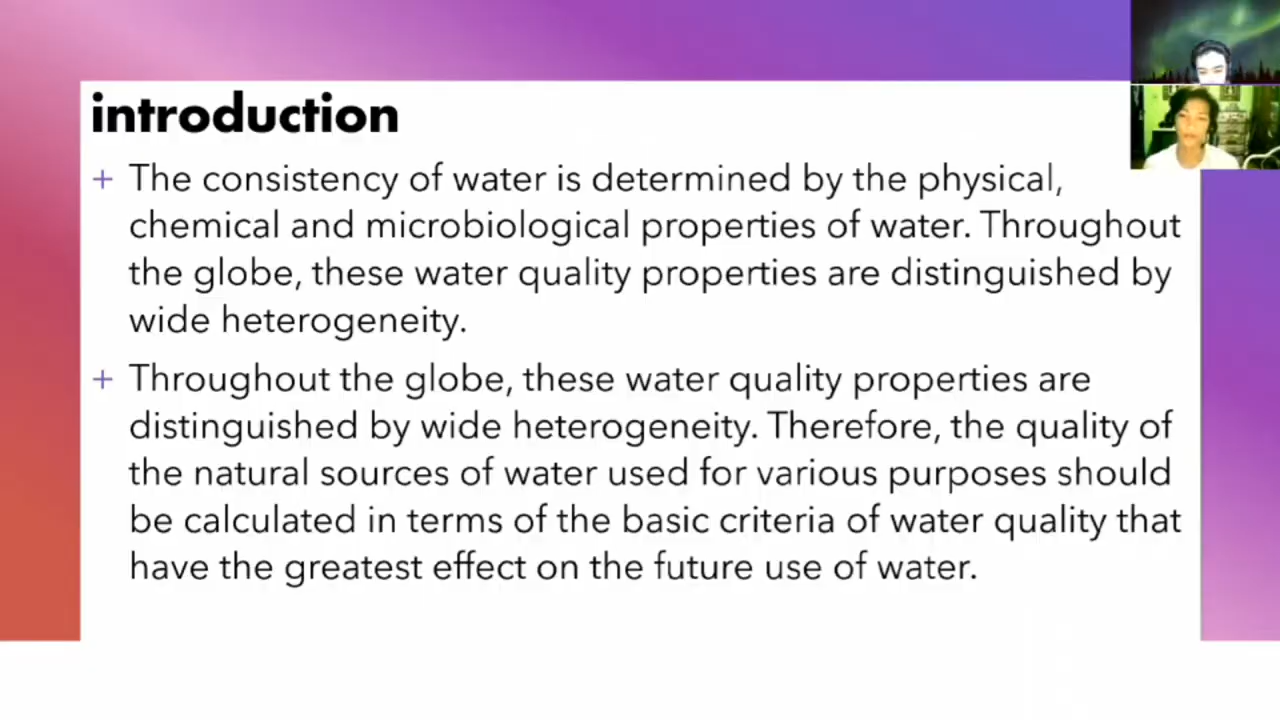 introduction
+ The consistency of water is determined by the physical,
chemical and microbiological properties of water. Throughout
the globe, these water quality properties are distinguished by
wide heterogeneity.
+ Throughout the globe, these water quality properties are
distinguished by wide heterogeneity. Therefore, the quality of
the natural sources of water used for various purposes should
be calculated in terms of the basic criteria of water quality that
have the greatest effect on the future use of water.